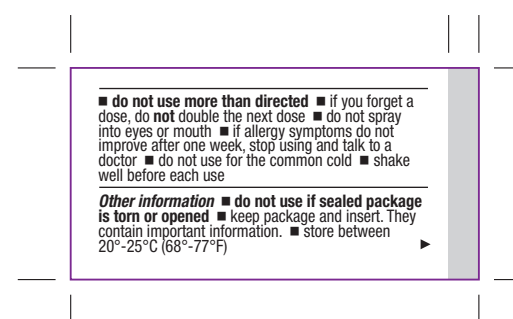 ■ do not use more than directed ■ if you forget a
dose, do not double the next dose ■ do not spray
into eyes or mouth ■ if allergy symptoms do not
improve after one week, stop using and talk to a
doctor ■ do not use for the common cold ■ shake
well before each use
Other information ■ do not use if sealed package
is torn or opened ■ keep package and insert. They
contain important information. ■ store between
20°-25°C (68°-77°F) ►